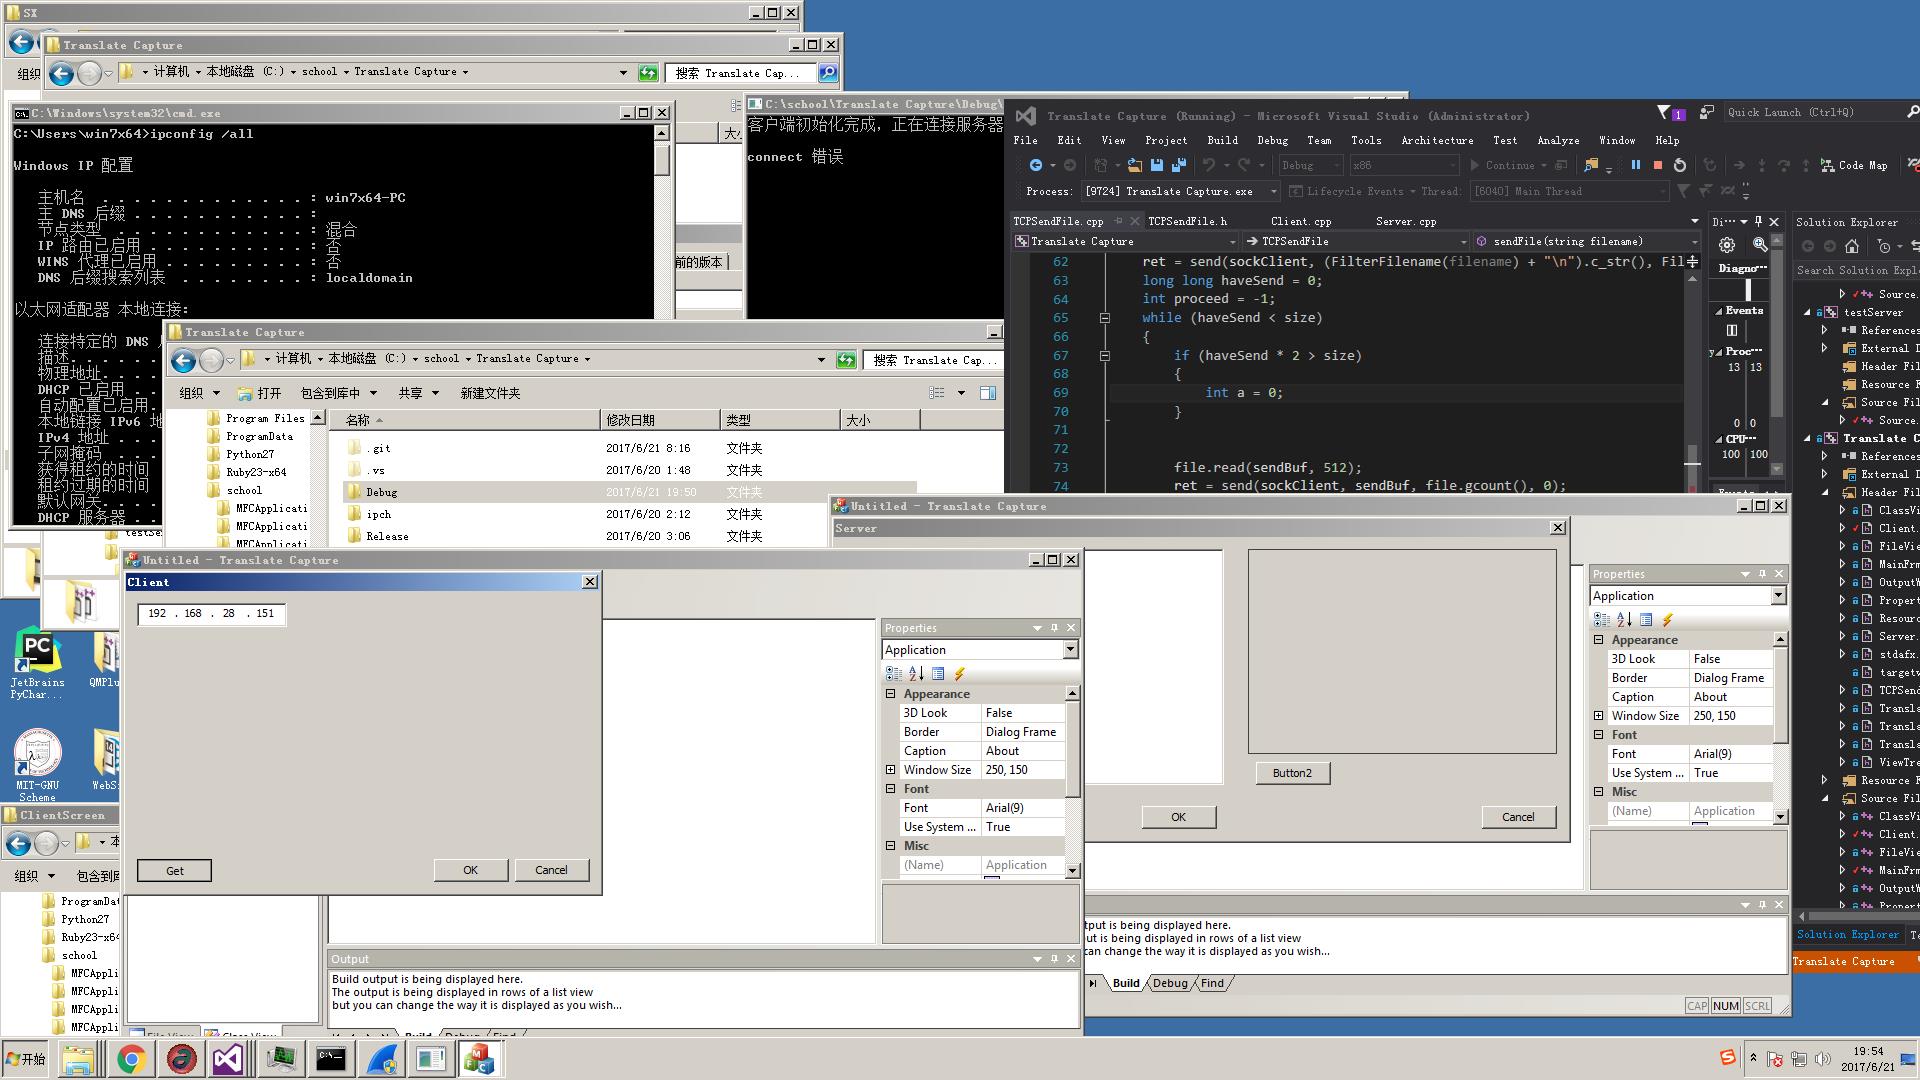 SX
Translate Capture
计算机 本地磁盘 (C:) school Translate Capture
搜索 Translate Cap...
C:\Windows\system32\cmd.exe
C:\Users\win7x64>ipconfig /all
Windows IP 配置
主机名 . . . . . . . . . . . . . : win7x64-PC
主 DNS 后缀 . . . . . . . . . . . :
节点类型 . . . . . . . . . . . . : 混合
IP 路由已启用 . . . . . . . . . . : 否
WINS 代理已启用 . . . . . . . . . : 否
DNS 后缀搜索列表 . . . . . . . . : localdomain
以太网适配器 本地连接:
连接特定的 DNS
描述. . . . . .
物理地址. . . .
DHCP 已启用 . .
自动配置已启用.
本地链接 IPv6 地
IPv4 地址 . . .
子网掩码 . . .
获得租约的时间
租约过期的时间
默认网关. . . .
DHCP 服务器 . .
C:\school\Translate Capture\Debug\
客户端初始化完成，正在连接服务器
connect 错误
前的版本
Translate Capture
计算机 本地磁盘 (C:) school Translate Capture
搜索 Translate Cap...
组织 打开 包含到库中 共享 新建文件夹
名称 修改日期 类型 大小
Program Files
ProgramData
Python27
Ruby23-x64
school
MFCApplicati
MFCApplicati
.git 2017/6/21 8:16 文件夹
.vs 2017/6/20 1:48 文件夹
Debug 2017/6/21 19:50 文件夹
ipch 2017/6/20 2:12 文件夹
Release 2017/6/20 3:06 文件夹
Translate Capture (Running) - Microsoft Visual Studio (Administrator)
1
Quick Launch (Ctrl+Q)
File Edit View Project Build Debug Team Tools Architecture Test Analyze Window Help
Debug x86 Continue Code Map
Process: [9724] Translate Capture.exe Lifecycle Events Thread: [6040] Main Thread
TCPSendFile.cpp TCPSendFile.h Client.cpp Server.cpp
Translate Capture TCPSendFile sendFile(string filename)
62 ret = send(sockClient, (FilterFilename(filename) + "\n").c_str(), Fil
63 long long haveSend = 0;
64 int proceed = -1;
65 while (haveSend < size)
66 {
67 if (haveSend * 2 > size)
68 {
69 int a = 0;
70 }
71
72
73 file.read(sendBuf, 512);
74 ret = send(sockClient, sendBuf, file.gcount(), 0);
Di...
Diagno...
Events
Proc...
13 13
0 0
CPU...
100 100
Solution Explorer
Search Solution Explo
Source.
testServer
References
External D
Header File
Resource F
Source Fil
Source.
Translate C
References
External D
Header File
ClassVi
Client.
FileVie
MainFrm
OutputW
Propert
Resourc
Server.
stdafx.
targetv
TCPSend
Transla
Transla
Transla
ViewTre
Resource F
Source Fil
ClassVi
Client.
FileVie
MainFrm
OutputW
Propert
Solution Explorer
Translate Capture
Untitled - Translate Capture
Server
Button2
OK
Cancel
Properties
Application
Appearance
3D Look False
Border Dialog Frame
Caption About
Window Size 250, 150
Font
Font Arial(9)
Use System ... True
Misc
(Name) Application
tput is being displayed here.
ut is being displayed in rows of a list view
can change the way it is displayed as you wish...
Build Debug Find
CAP NUM SCRL
Untitled - Translate Capture
Client
192 . 168 . 28 . 151
Get
OK
Cancel
Properties
Application
Appearance
3D Look False
Border Dialog Frame
Caption About
Window Size 250, 150
Font
Font Arial(9)
Use System ... True
Misc
(Name) Application
Output
Build output is being displayed here.
The output is being displayed in rows of a list view
but you can change the way it is displayed as you wish...
Build Debug Find
File View Class View
JetBrains
PyChar...
QMPlu
MIT-GNU
Scheme
WebS
ClientScreen
组织 包含到库
ProgramDat
Python27
Ruby23-x64
school
MFCAppli
MFCAppli
MFCAppli
MFCAppli
开始
19:54
2017/6/21